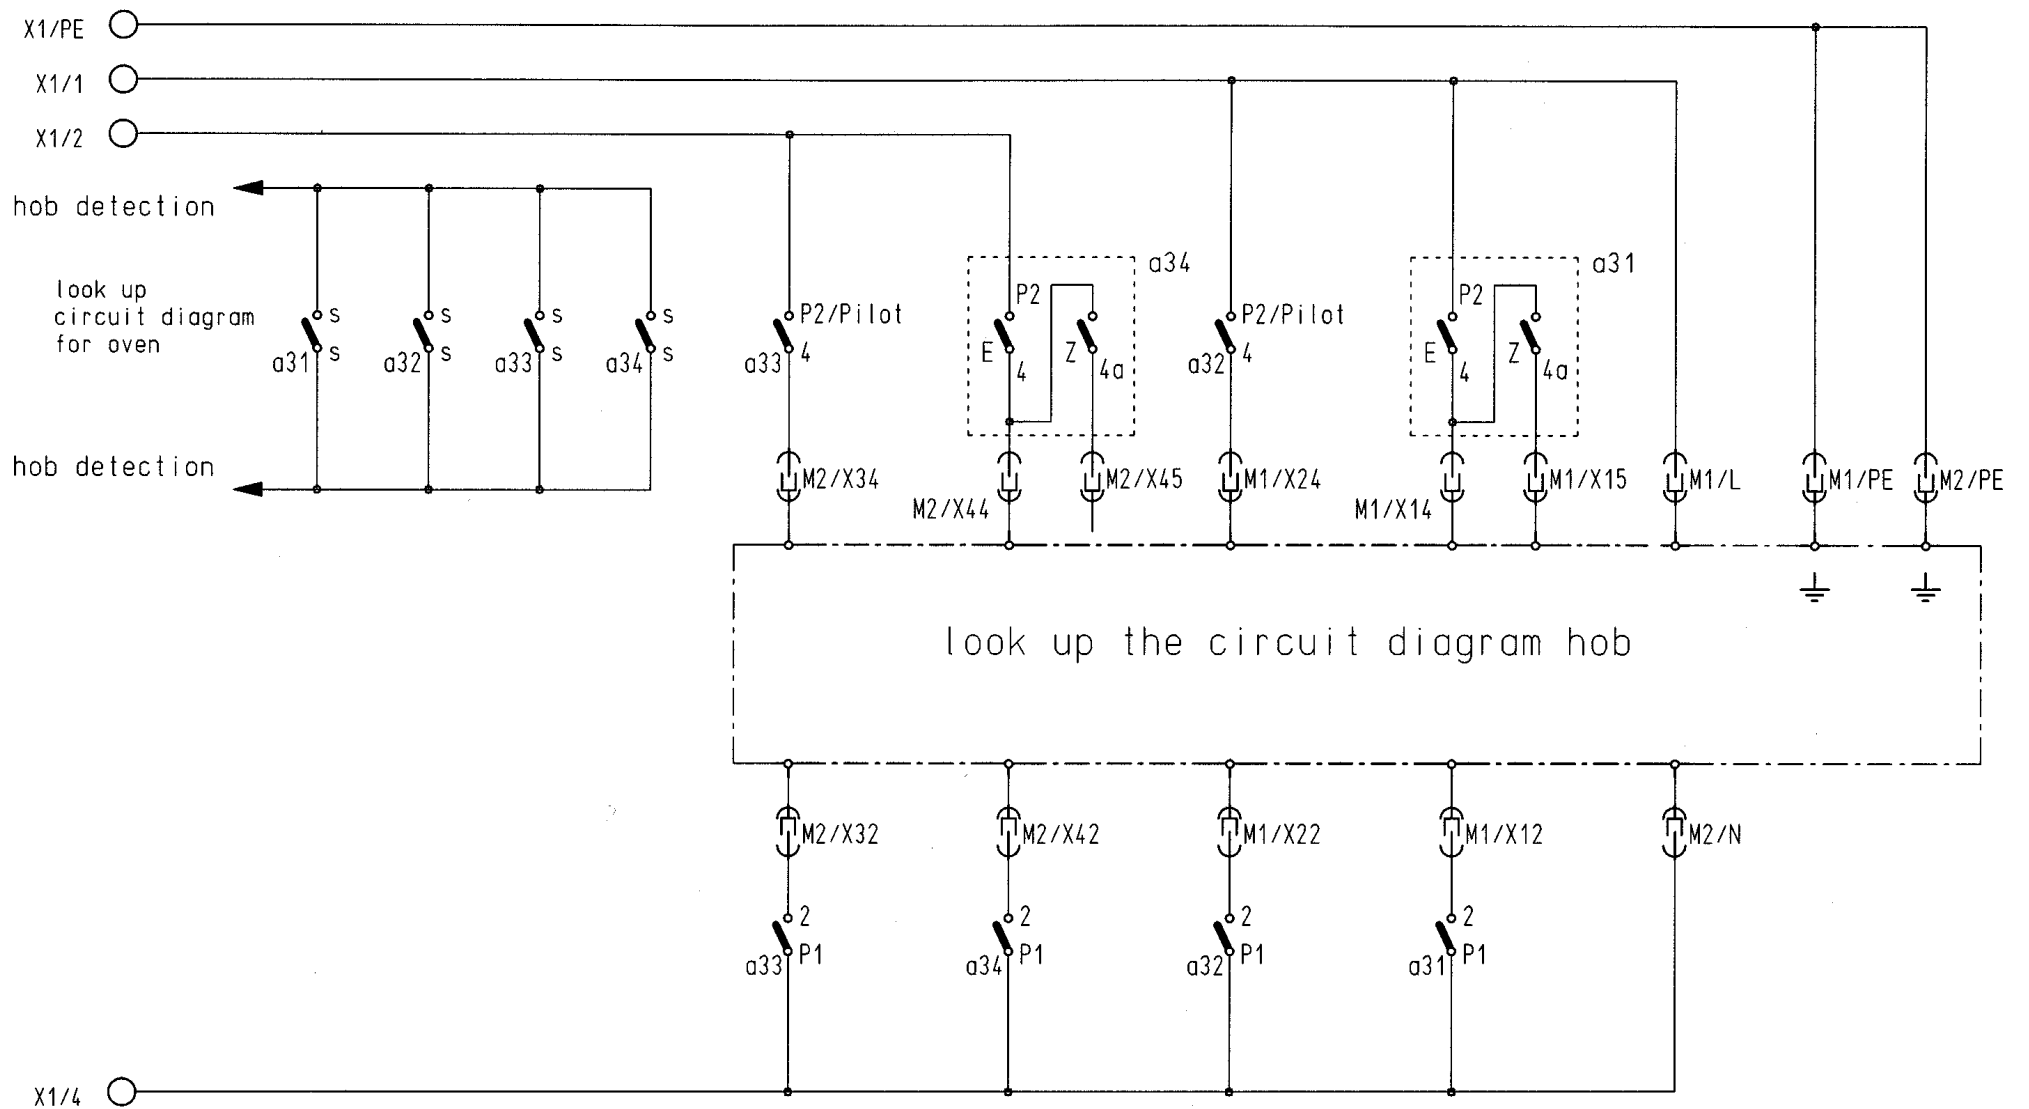 X1/PE
X1/1
X1/2
hob detection
look up
circuit diagram
for oven
s
s
a31
s
s
a32
s
s
a33
s
s
a34
hob detection
P2/Pilot
4
a33
a34
P2
E
4
Z
4a
P2/Pilot
4
a32
a31
P2
E
4
Z
4a
M2/X34
M2/X44
M2/X45
M1/X24
M1/X14
M1/X15
M1/L
M1/PE
M2/PE
look up the circuit diagram hob
M2/X32
M2/X42
M1/X22
M1/X12
M2/N
2
a33
P1
2
a34
P1
2
a32
P1
2
a31
P1
X1/4